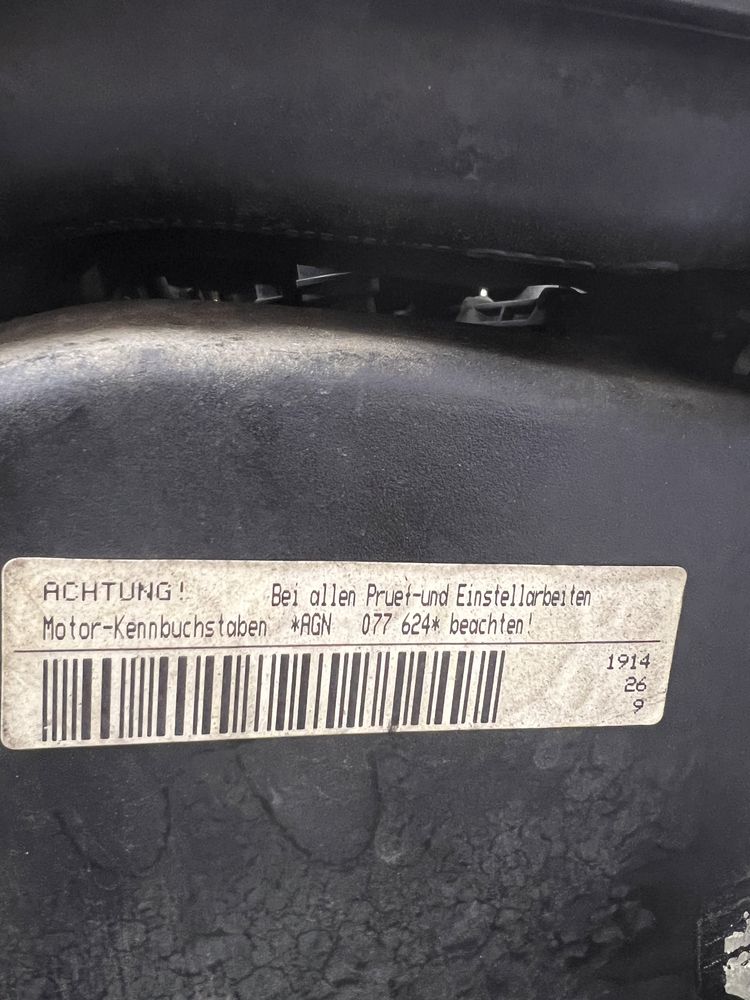 ACHTUNG! Bei allen Pruef-und Einstellarbeiten
Motor-Kennbuchstaben *AGN 077 624* beachten!
1914
26
9